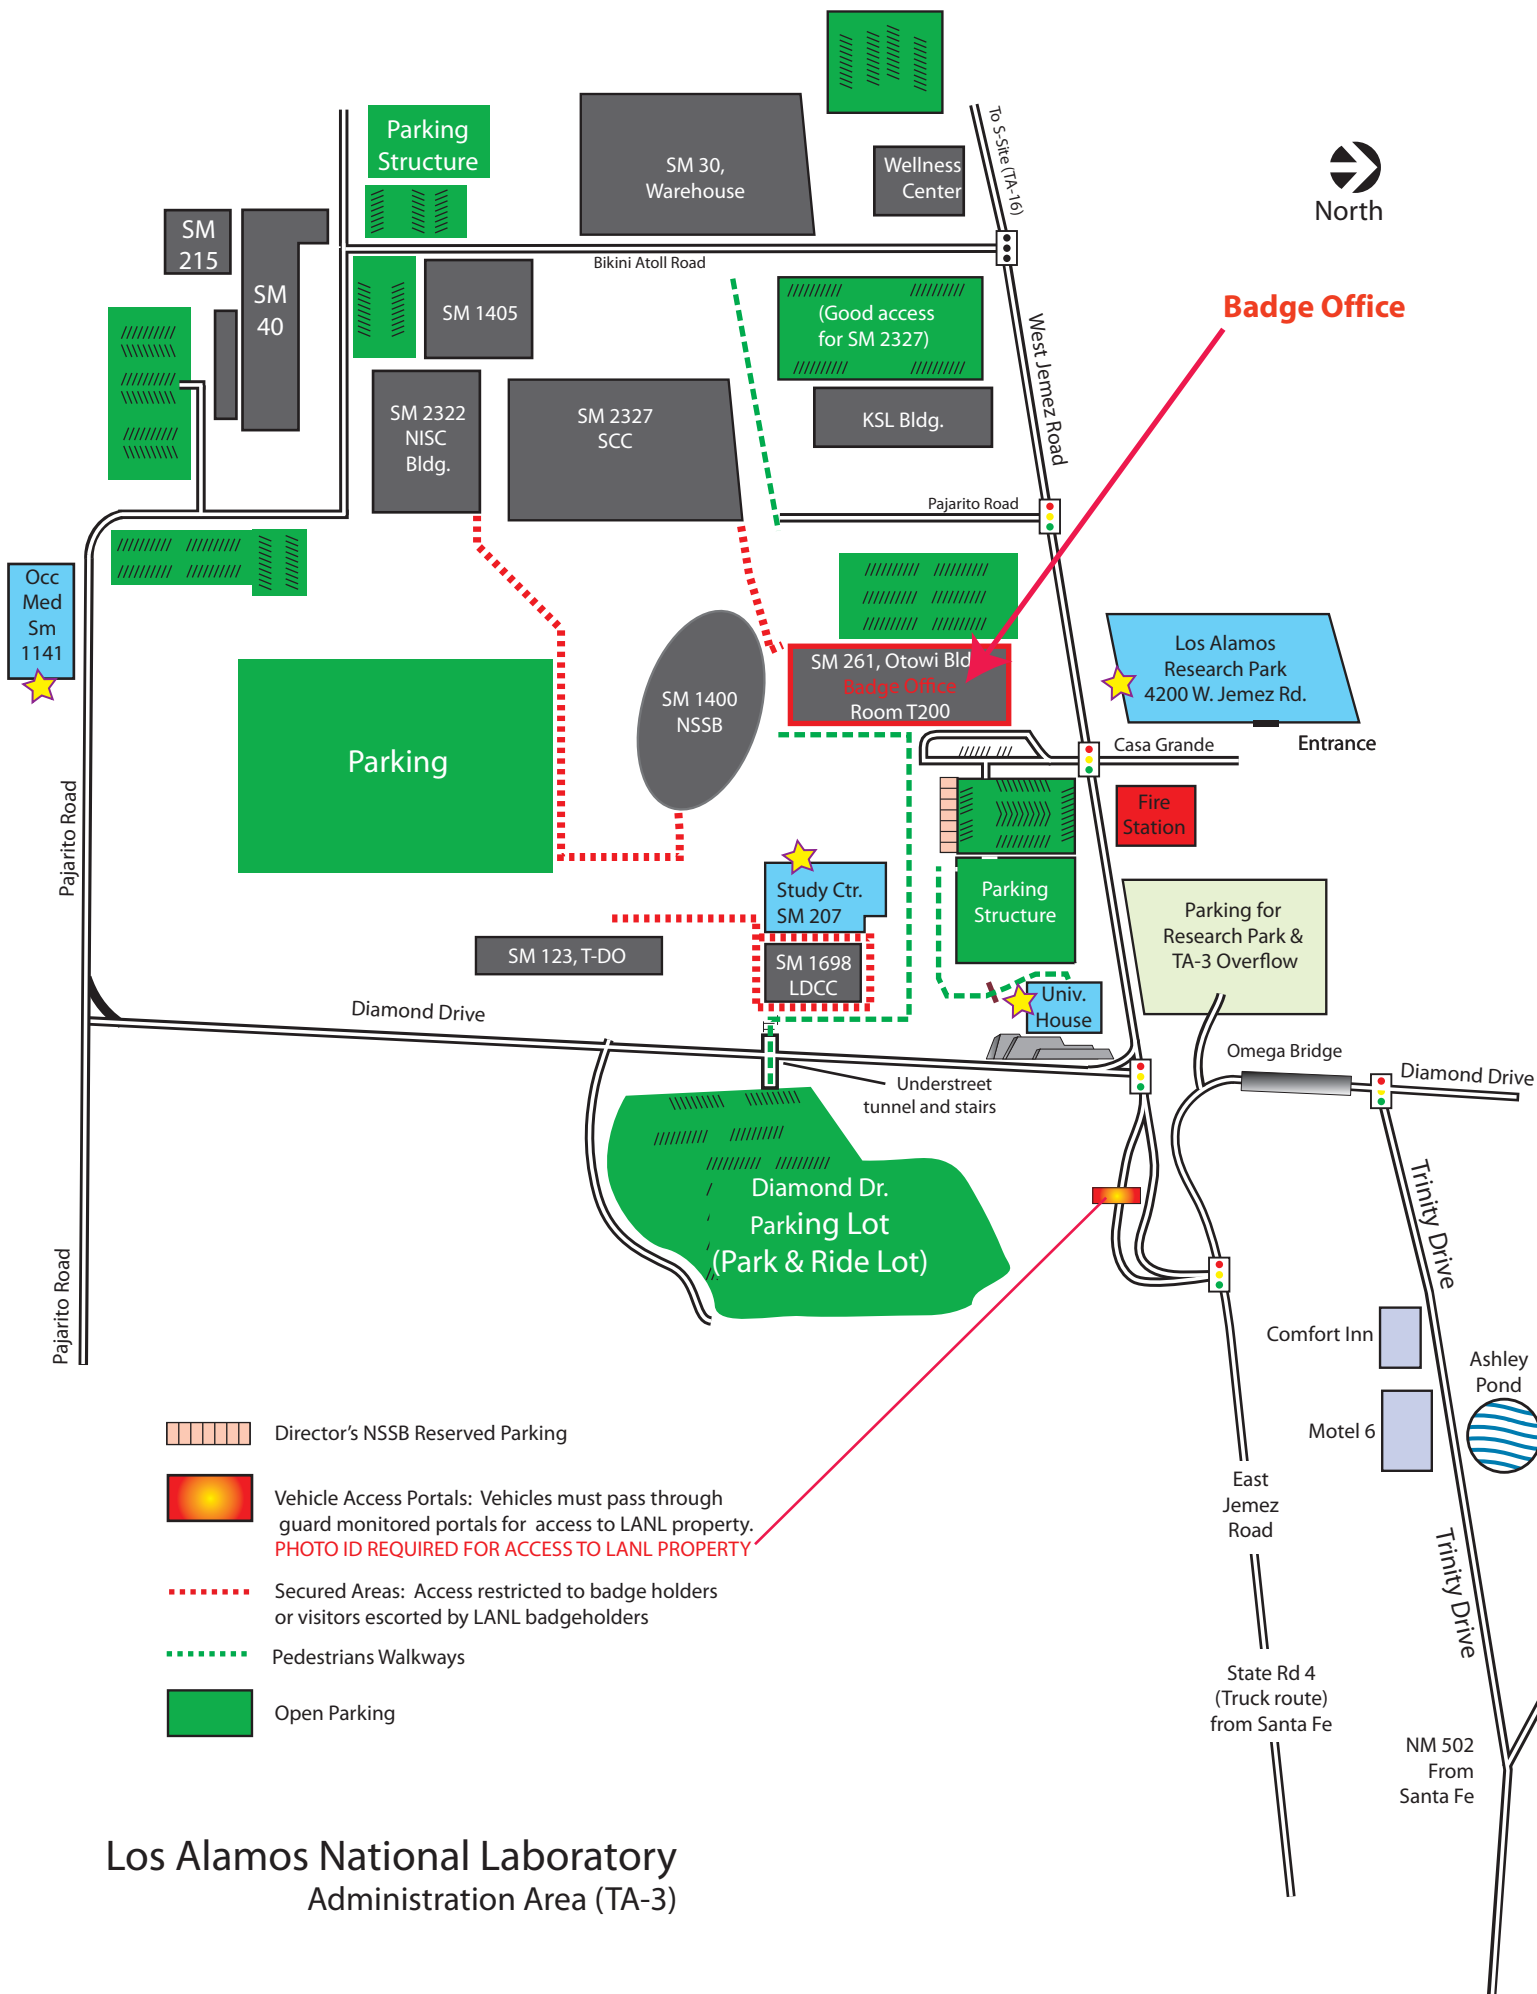 Parking
Structure
SM 30,
Warehouse
Wellness
Center
To S-Site (TA-16)
North
SM
215
SM
40
Bikini Atoll Road
SM 1405
(Good access
for SM 2327)
West Jemez Road
Badge Office
SM 2322
NISC
Bldg.
SM 2327
SCC
KSL Bldg.
Pajarito Road
Occ
Med
Sm
1141
SM 261, Otowi Bld
Badge Office
Room T200
Los Alamos
Research Park
4200 W. Jemez Rd.
Entrance
SM 1400
NSSB
Parking
Casa Grande
Fire
Station
Pajarito Road
Study Ctr.
SM 207
Parking
Structure
Parking for
Research Park &
TA-3 Overflow
SM 123, T-DO
SM 1698
LDCC
Univ.
House
Diamond Drive
Omega Bridge
Diamond Drive
Understreet
tunnel and stairs
Diamond Dr.
Parking Lot
(Park & Ride Lot)
Trinity Drive
Pajarito Road
Comfort Inn
Ashley
Pond
Motel 6
Director's NSSB Reserved Parking
Vehicle Access Portals: Vehicles must pass through
guard monitored portals for access to LANL property.
PHOTO ID REQUIRED FOR ACCESS TO LANL PROPERTY
East
Jemez
Road
Trinity Drive
Secured Areas: Access restricted to badge holders
or visitors escorted by LANL badgeholders
Pedestrians Walkways
Open Parking
State Rd 4
(Truck route)
from Santa Fe
NM 502
From
Santa Fe
Los Alamos National Laboratory
Administration Area (TA-3)